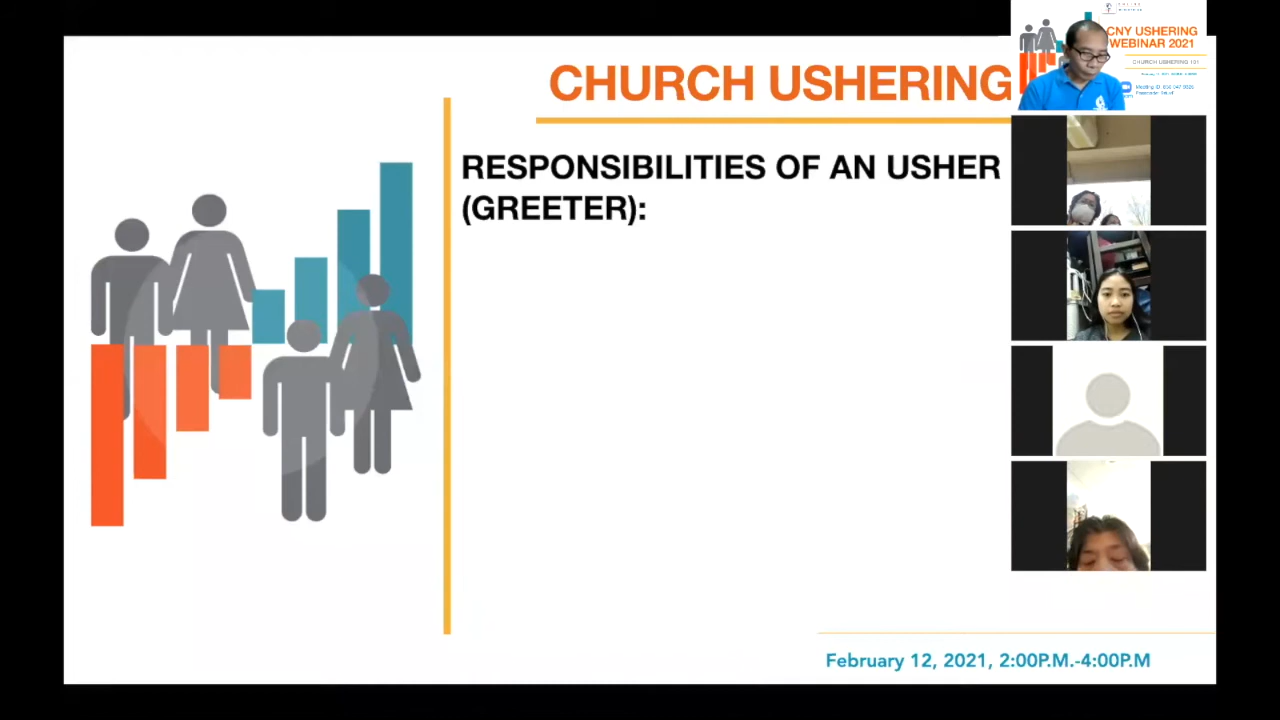 CHURCH USHERING
RESPONSIBILITIES OF AN USHER
(GREETER):
February 12, 2021, 2:00P.M.-4:00P.M
CNY USHERING
WEBINAR 2021
CHURCH USHERING 101